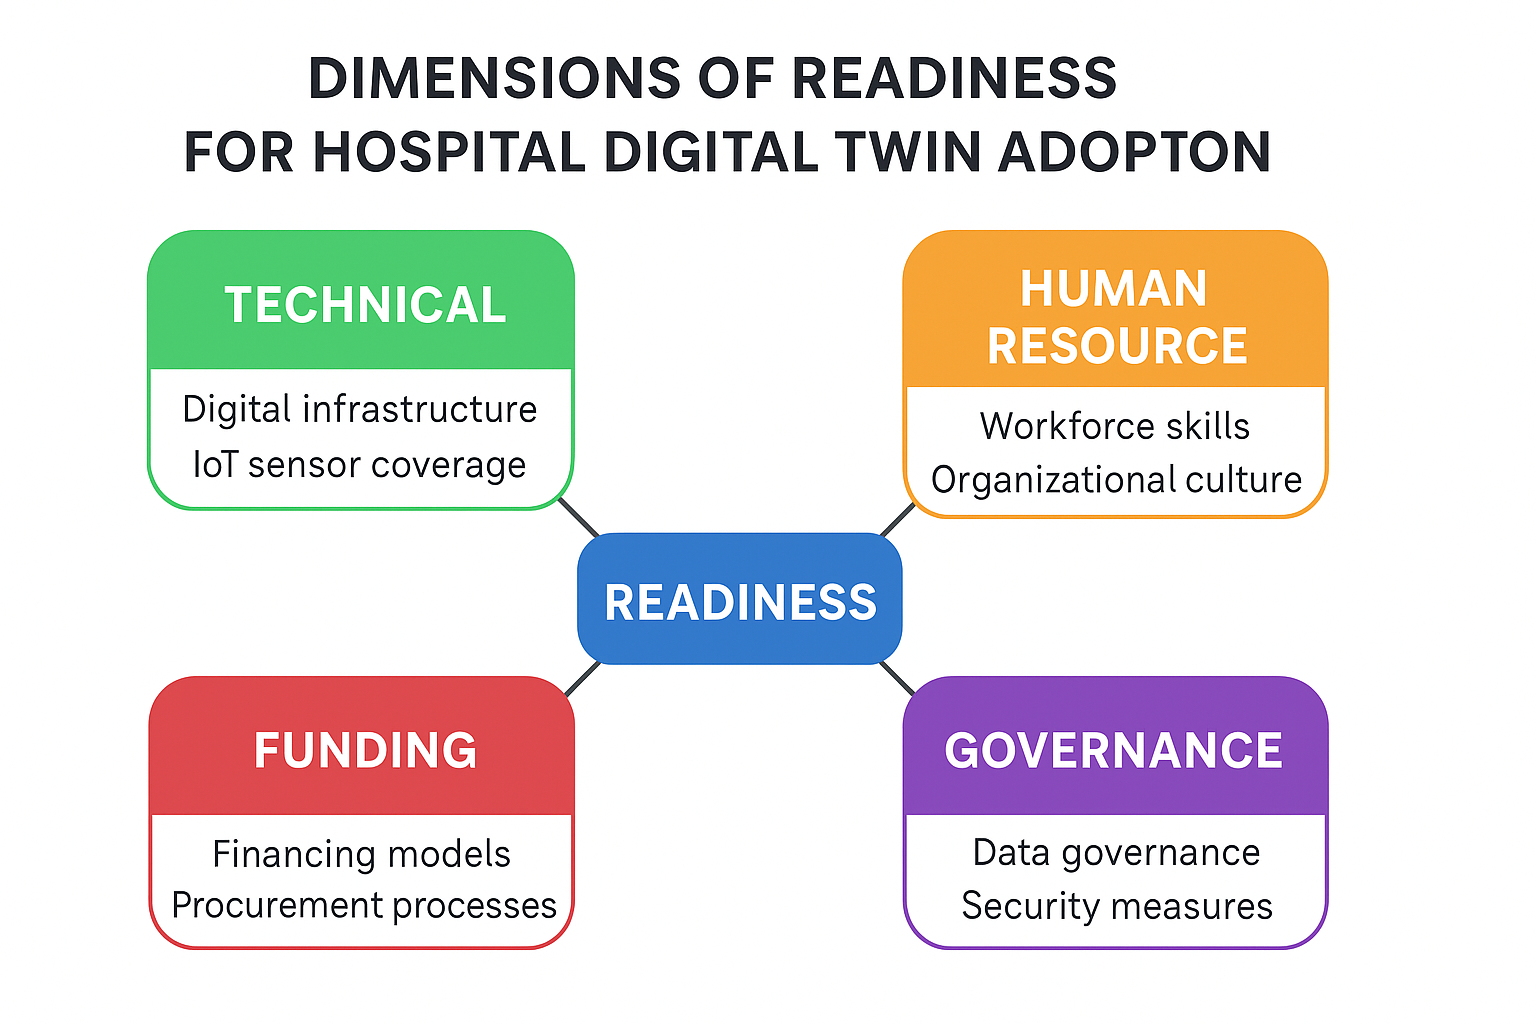 DIMENSIONS OF READINESS
FOR HOSPITAL DIGITAL TWIN ADOPTON
TECHNICAL
Digital infrastructure
IoT sensor coverage
HUMAN
RESOURCE
Workforce skills
Organizational culture
READINESS
FUNDING
Financing models
Procurement processes
GOVERNANCE
Data governance
Security measures